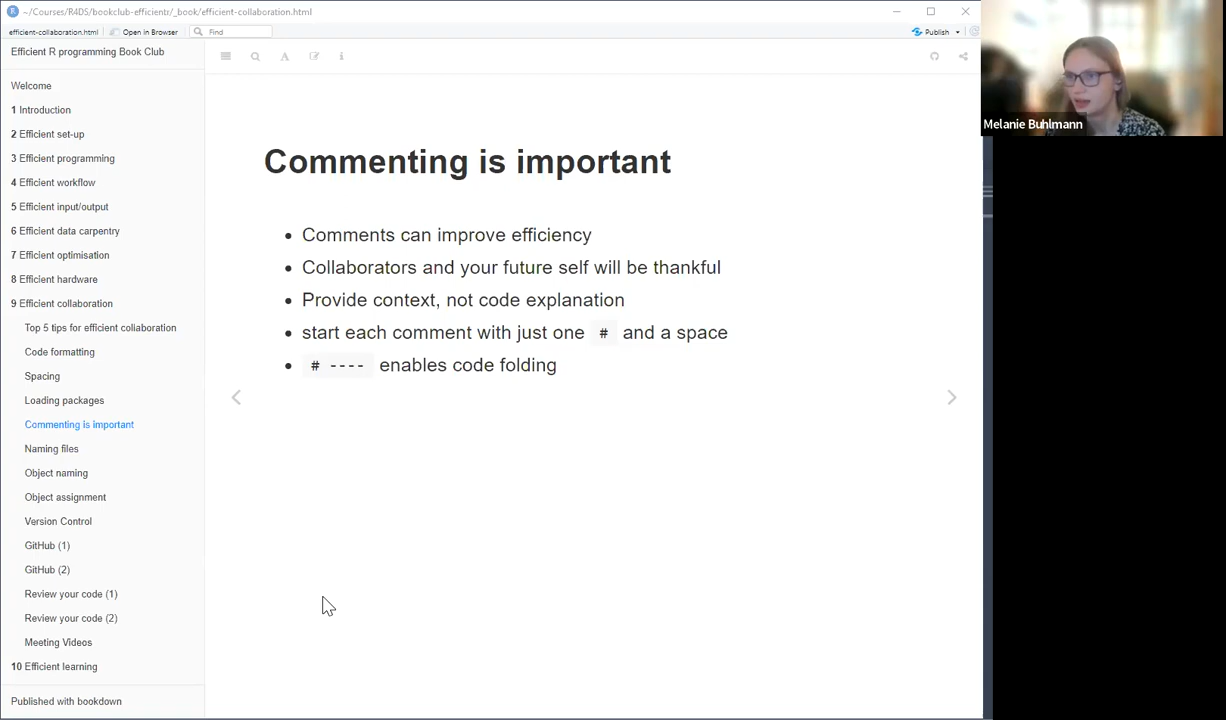 ~/Courses/R4DS/bookclub-efficientr/_book/efficient-collaboration.html
efficient-collaboration.html
Open in Browser
Find
Publish
Efficient R programming Book Club
Welcome
1 Introduction
2 Efficient set-up
3 Efficient programming
4 Efficient workflow
5 Efficient input/output
6 Efficient data carpentry
7 Efficient optimisation
8 Efficient hardware
9 Efficient collaboration
Top 5 tips for efficient collaboration
Code formatting
Spacing
Loading packages
Commenting is important
Naming files
Object naming
Object assignment
Version Control
GitHub (1)
GitHub (2)
Review your code (1)
Review your code (2)
Meeting Videos
10 Efficient learning
Published with bookdown
Commenting is important
• Comments can improve efficiency
• Collaborators and your future self will be thankful
• Provide context, not code explanation
• start each comment with just one # and a space
• # ---- enables code folding
Melanie Buhlmann